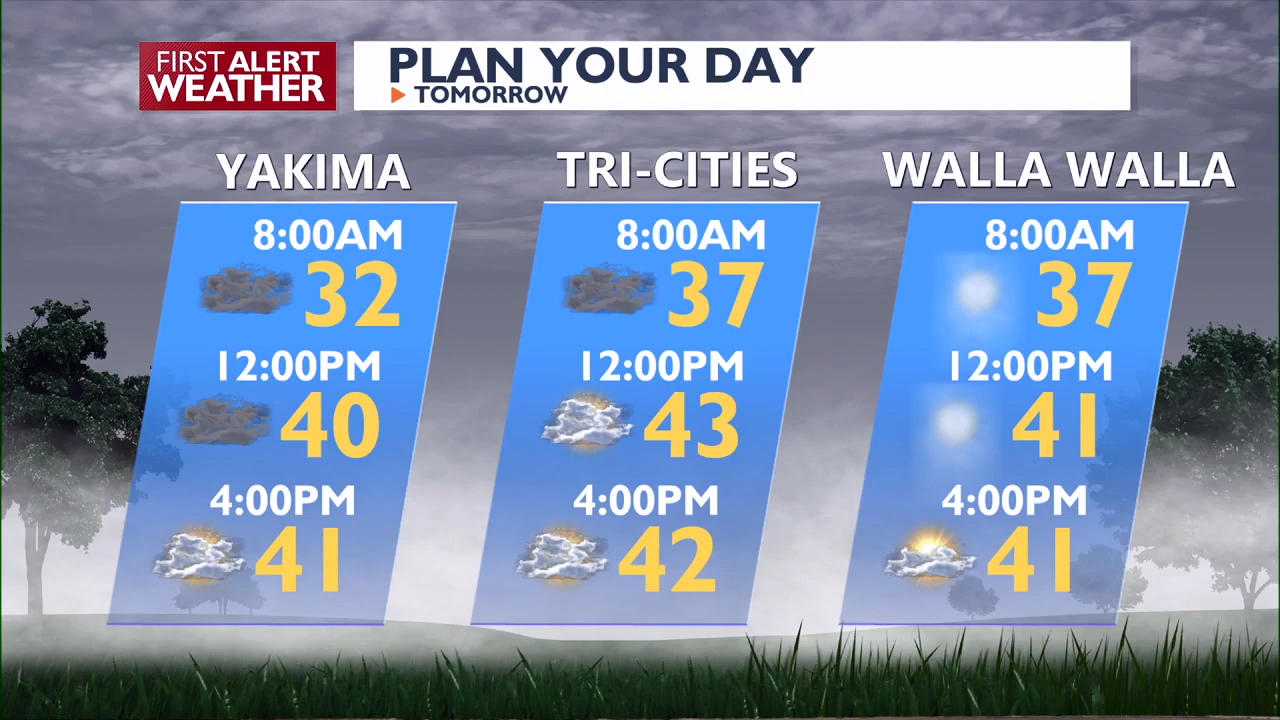 FIRST ALERT
WEATHER
PLAN YOUR DAY
TOMORROW
YAKIMA
8:00AM
32
12:00PM
40
4:00PM
41
TRI-CITIES
8:00AM
37
12:00PM
43
4:00PM
42
WALLA WALLA
8:00AM
37
12:00PM
41
4:00PM
41